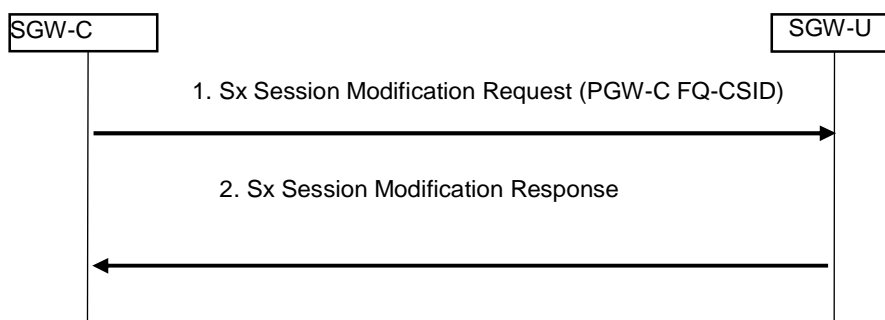 SGW-C
SGW-U
1. Sx Session Modification Request (PGW-C FQ-CSID)
2. Sx Session Modification Response